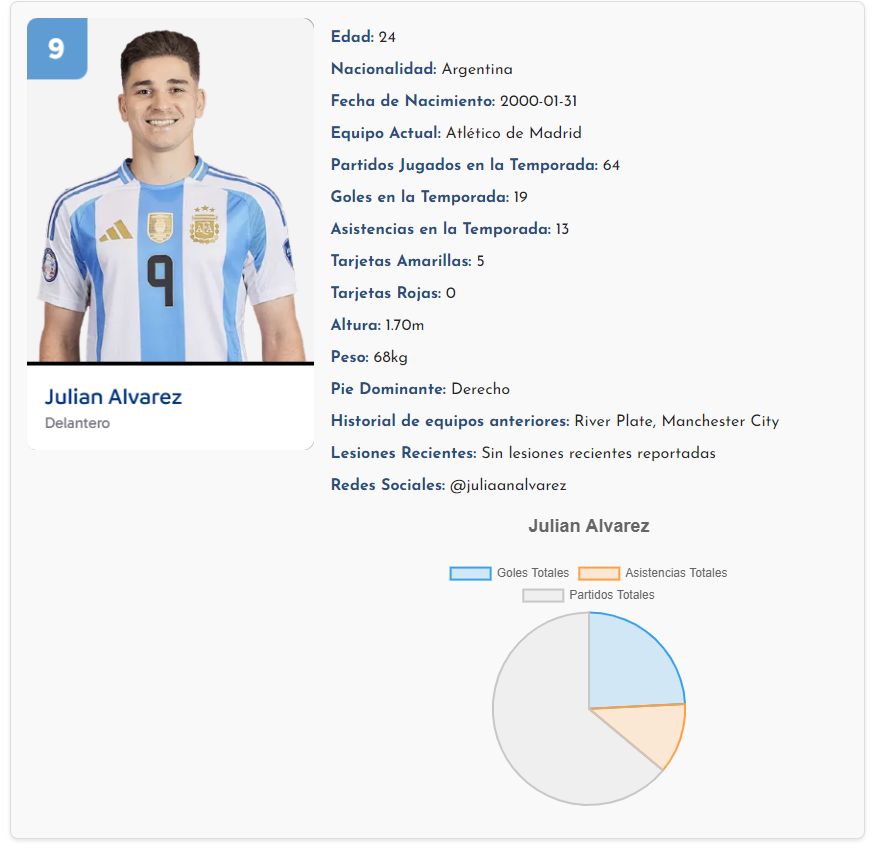 9
9
Julian Alvarez
Delantero
Edad: 24
Nacionalidad: Argentina
Fecha de Nacimiento: 2000-01-31
Equipo Actual: Atlético de Madrid
Partidos Jugados en la Temporada: 64
Goles en la Temporada: 19
Asistencias en la Temporada: 13
Tarjetas Amarillas: 5
Tarjetas Rojas: 0
Altura: 1.70m
Peso: 68kg
Pie Dominante: Derecho
Historial de equipos anteriores: River Plate, Manchester City
Lesiones Recientes: Sin lesiones recientes reportadas
Redes Sociales: @juliaanalvarez
Julian Alvarez
Goles Totales Asistencias Totales
Partidos Totales